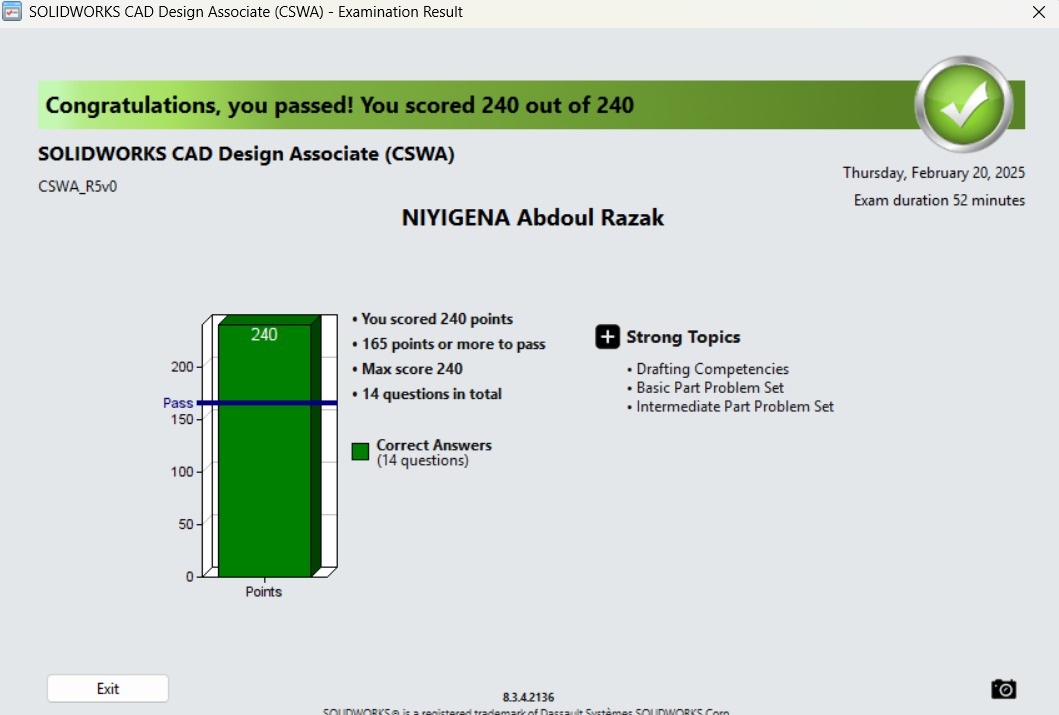 SOLIDWORKS CAD Design Associate (CSWA) - Examination Result
Congratulations, you passed! You scored 240 out of 240
SOLIDWORKS CAD Design Associate (CSWA)
CSWA_R5v0
Thursday, February 20, 2025
Exam duration 52 minutes
NIYIGENA Abdoul Razak
240
200
Pass
150
100
50
0
Points
• You scored 240 points
• 165 points or more to pass
• Max score 240
• 14 questions in total
Correct Answers
(14 questions)
Strong Topics
• Drafting Competencies
• Basic Part Problem Set
• Intermediate Part Problem Set
Exit
8.3.4.2136
SOLIDWORKS® is a registered trademark of Dassault Systèmes SOLIDWORKS Corp